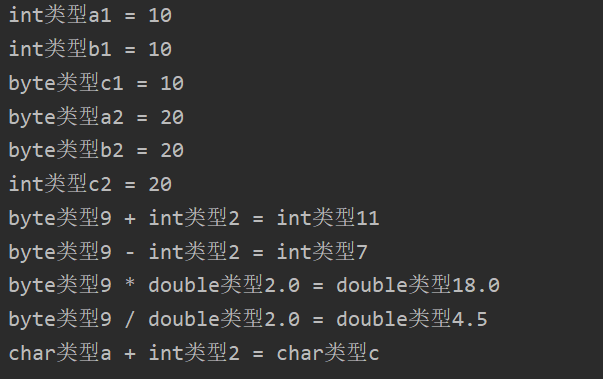 int类型a1 = 10
int类型b1 = 10
byte类型c1 = 10
byte类型a2 = 20
byte类型b2 = 20
int类型c2 = 20
byte类型9 + int类型2 = int类型11
byte类型9 - int类型2 = int类型7
byte类型9 * double类型2.0 = double类型18.0
byte类型9 / double类型2.0 = double类型4.5
char类型a + int类型2 = char类型c